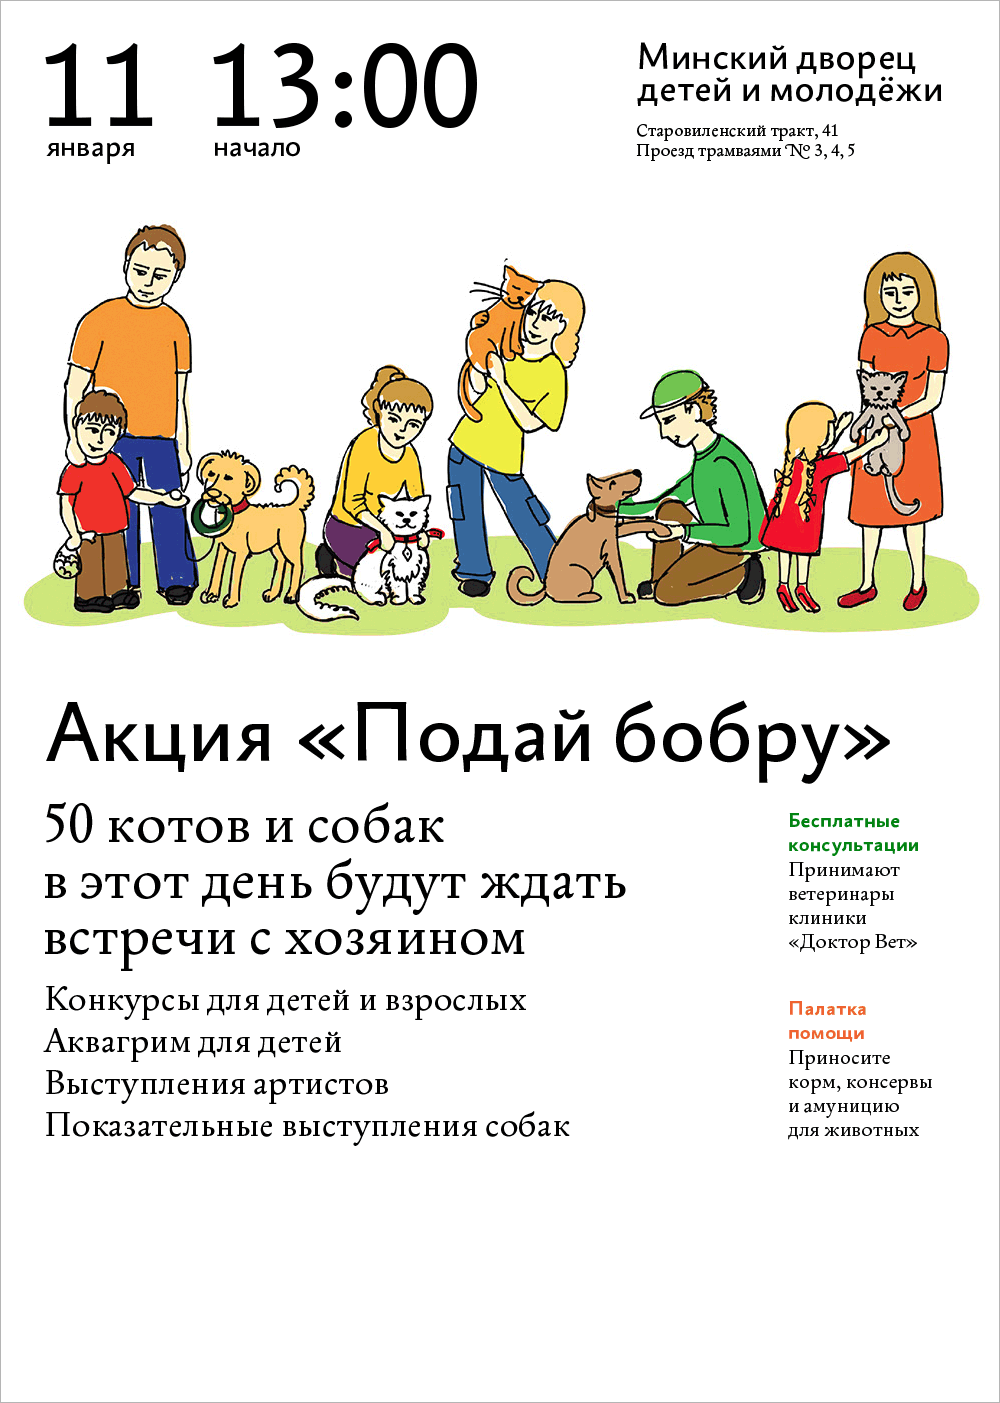 11 января
13:00 начало
Минский дворец
детей и молодёжи
Старовиленский тракт, 41
Проезд трамваями № 3, 4, 5
Акция «Подай бобру»
50 котов и собак
в этот день будут ждать
встречи с хозяином
Конкурсы для детей и взрослых
Аквагрим для детей
Выступления артистов
Показательные выступления собак
Бесплатные
консультации
Принимают
ветеринары
клиники
«Доктор Вет»
Палатка
помощи
Приносите
корм, консервы
и амуницию
для животных